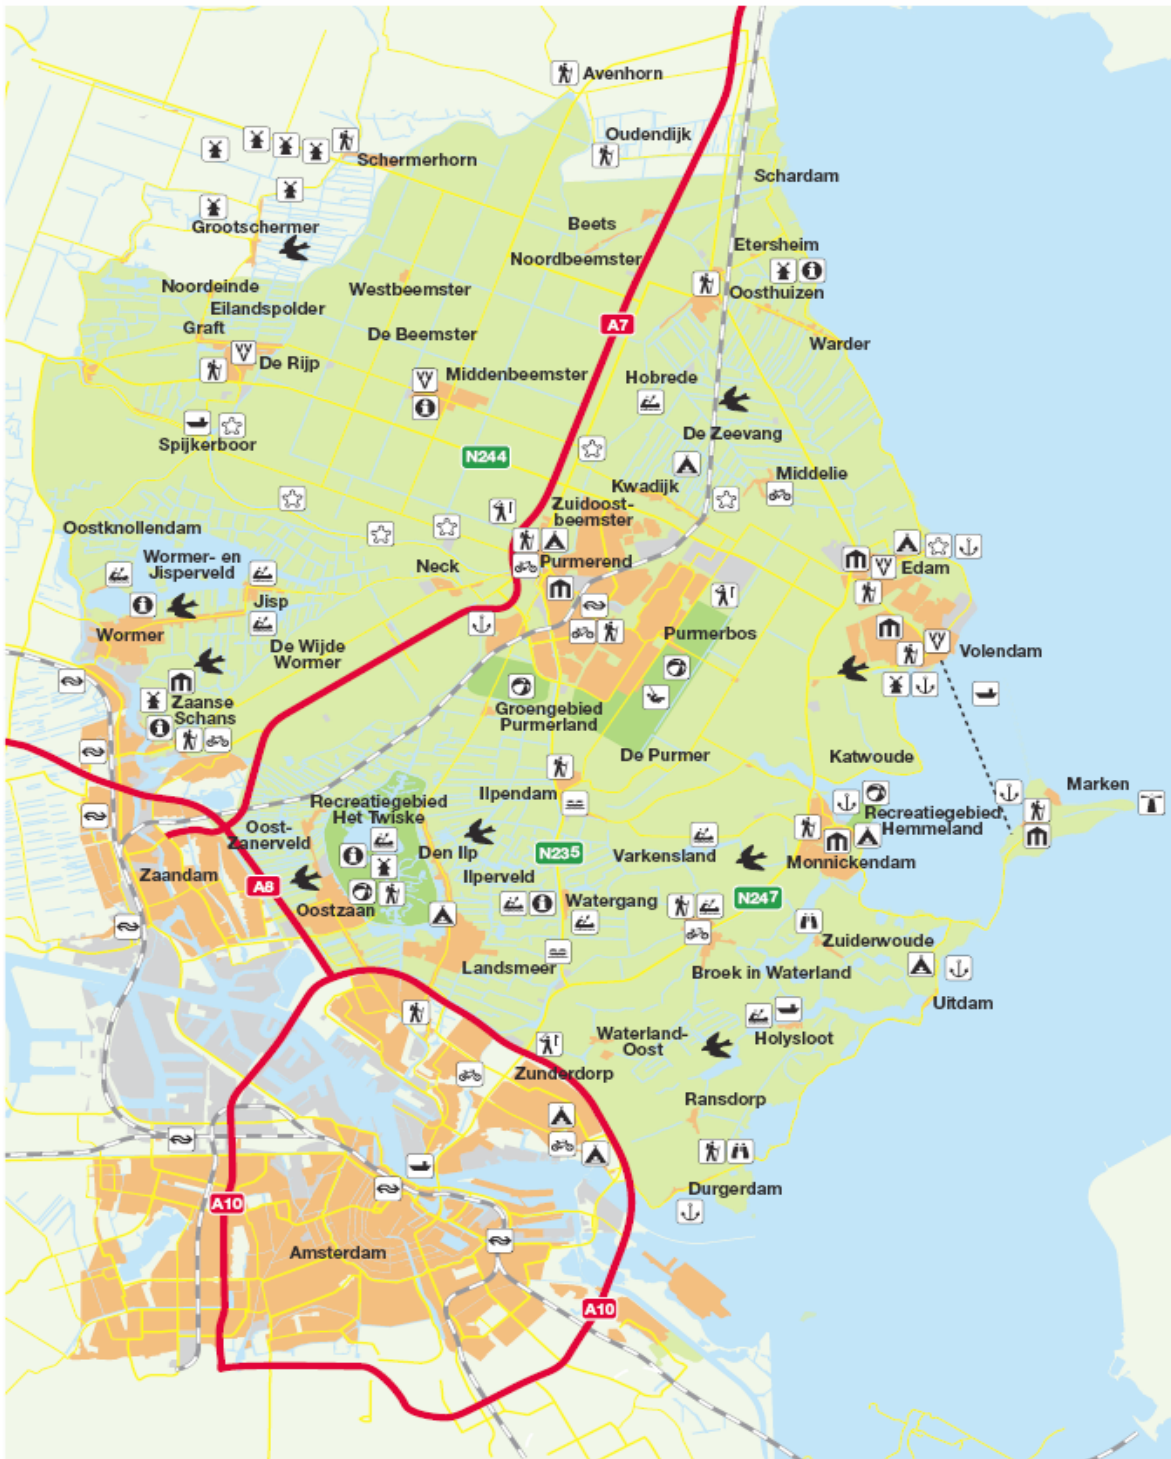 Avenhorn
Oudendijk
Schermerhorn
Schardam
Grootschermer
Beets
Etersheim
Noordbeemster
Noordeinde
Westbeemster
Oosthuizen
Eilandspolder
Graft
De Beemster
A7
Warder
De Rijp
Middenbeemster
Hobrede
De Zeevang
Spijkerboor
N244
Middelie
Kwadijk
Zuidoost-
beemster
Oostknollendam
Wormer- en
Jisperveld
Neck
Purmerend
Edam
Jisp
Wormer
De Wijde
Wormer
Purmerbos
Volendam
Zaanse
Schans
Groengebied
Purmerland
De Purmer
Katwoude
Ilpendam
Marken
Recreatiegebied
Het Twiske
Recreatiegebied
Hemmeland
Oost-
Zanerveld
Den Ilp
N235
Varkensland
Monnickendam
Zaandam
A8
Ilperveld
N247
Oostzaan
Watergang
Zuiderwoude
Landsmeer
Broek in Waterland
Uitdam
Waterland-
Oost
Holysloot
Zunderdorp
Ransdorp
Durgerdam
A10
Amsterdam
A10